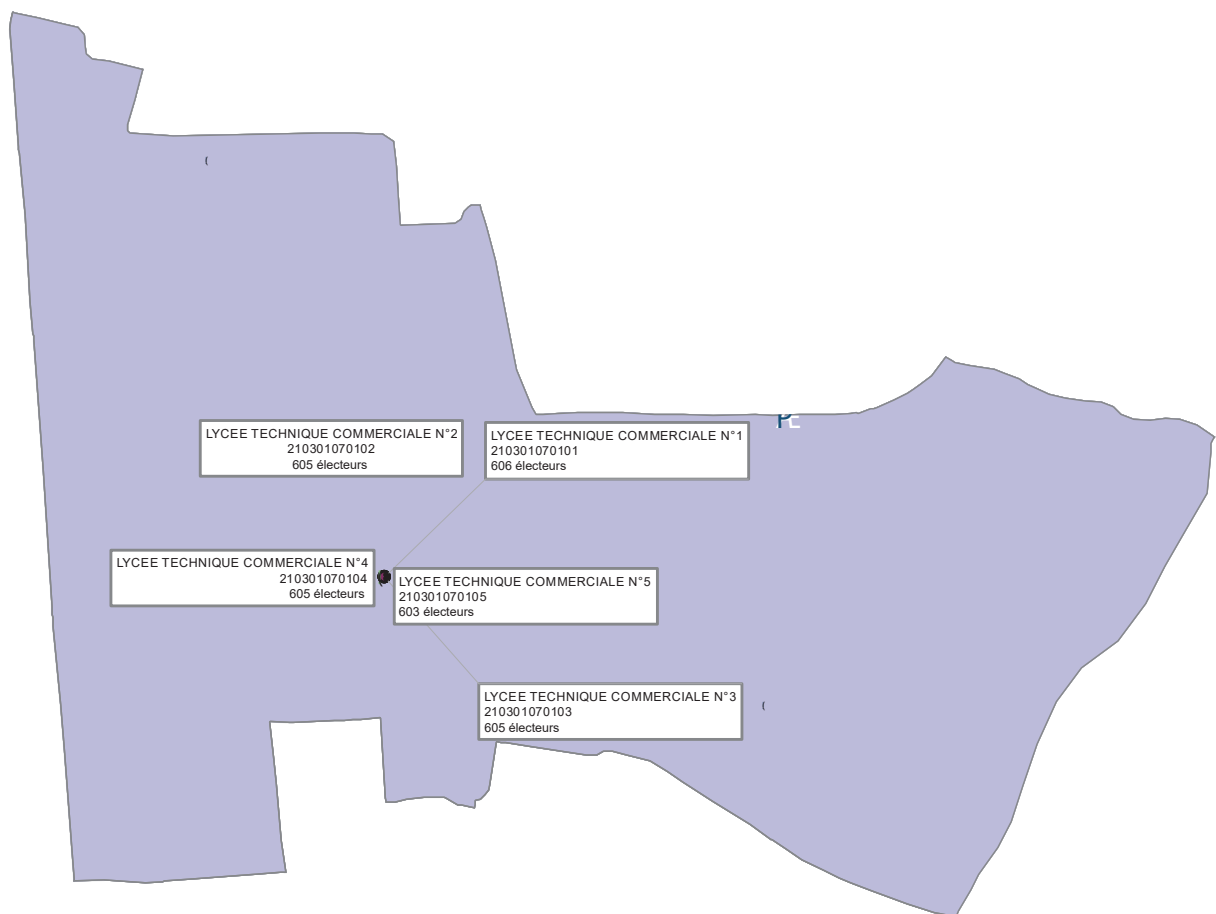 LYCEE TECHNIQUE COMMERCIALE N°2
210301070102
605 électeurs
LYCEE TECHNIQUE COMMERCIALE N°1
210301070101
606 électeurs
LYCEE TECHNIQUE COMMERCIALE N°4
210301070104
605 électeurs
LYCEE TECHNIQUE COMMERCIALE N°5
210301070105
603 électeurs
LYCEE TECHNIQUE COMMERCIALE N°3
210301070103
605 électeurs